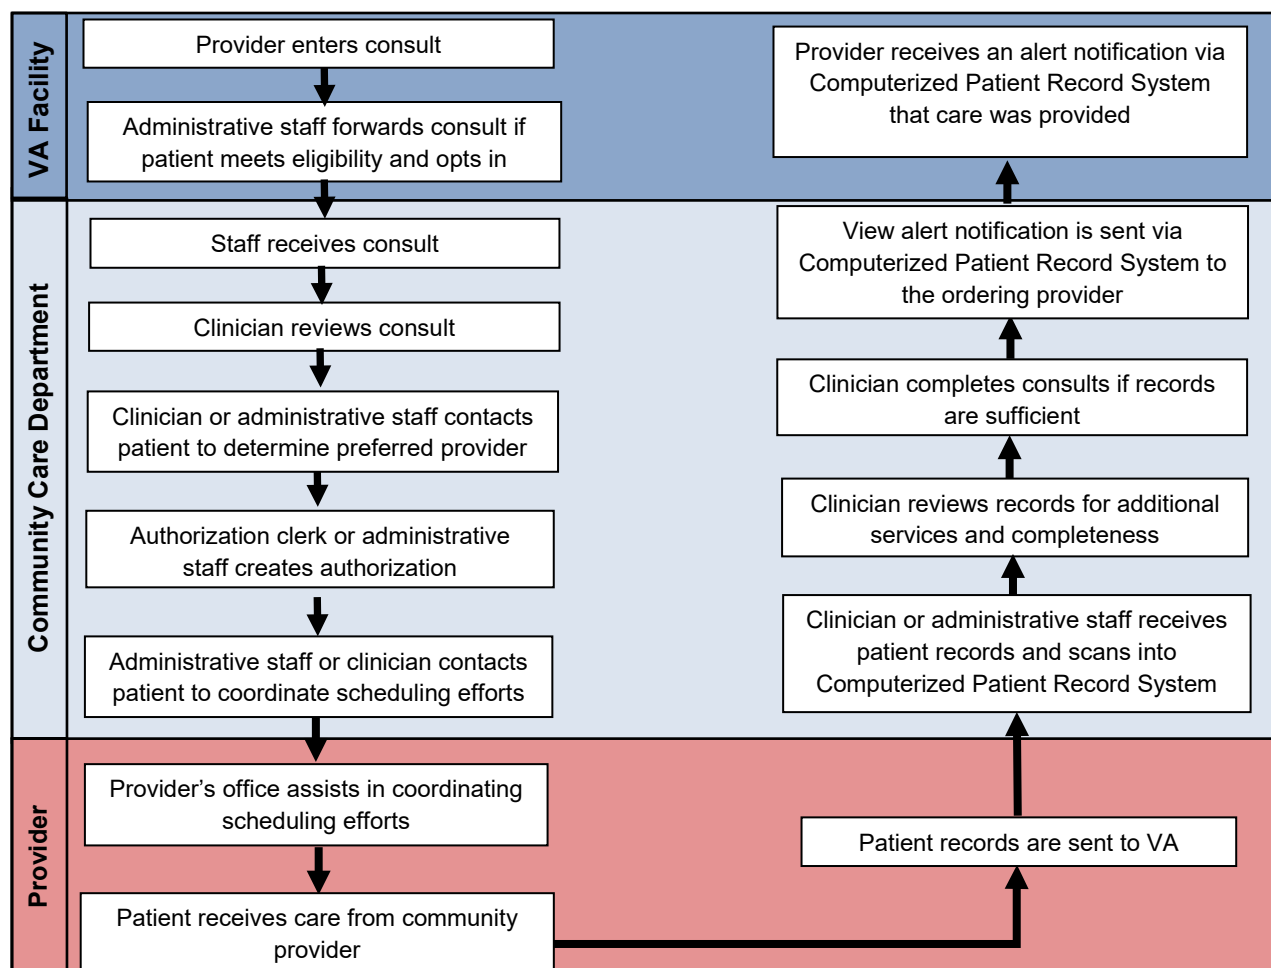 VA Facility
Provider enters consult
Administrative staff forwards consult if
patient meets eligibility and opts in
Provider receives an alert notification via
Computerized Patient Record System
that care was provided
Community Care Department
Staff receives consult
Clinician reviews consult
Clinician or administrative staff contacts
patient to determine preferred provider
Authorization clerk or administrative
staff creates authorization
Administrative staff or clinician contacts
patient to coordinate scheduling efforts
View alert notification is sent via
Computerized Patient Record System to
the ordering provider
Clinician completes consults if records
are sufficient
Clinician reviews records for additional
services and completeness
Clinician or administrative staff receives
patient records and scans into
Computerized Patient Record System
Provider
Provider’s office assists in coordinating
scheduling efforts
Patient receives care from community
provider
Patient records are sent to VA